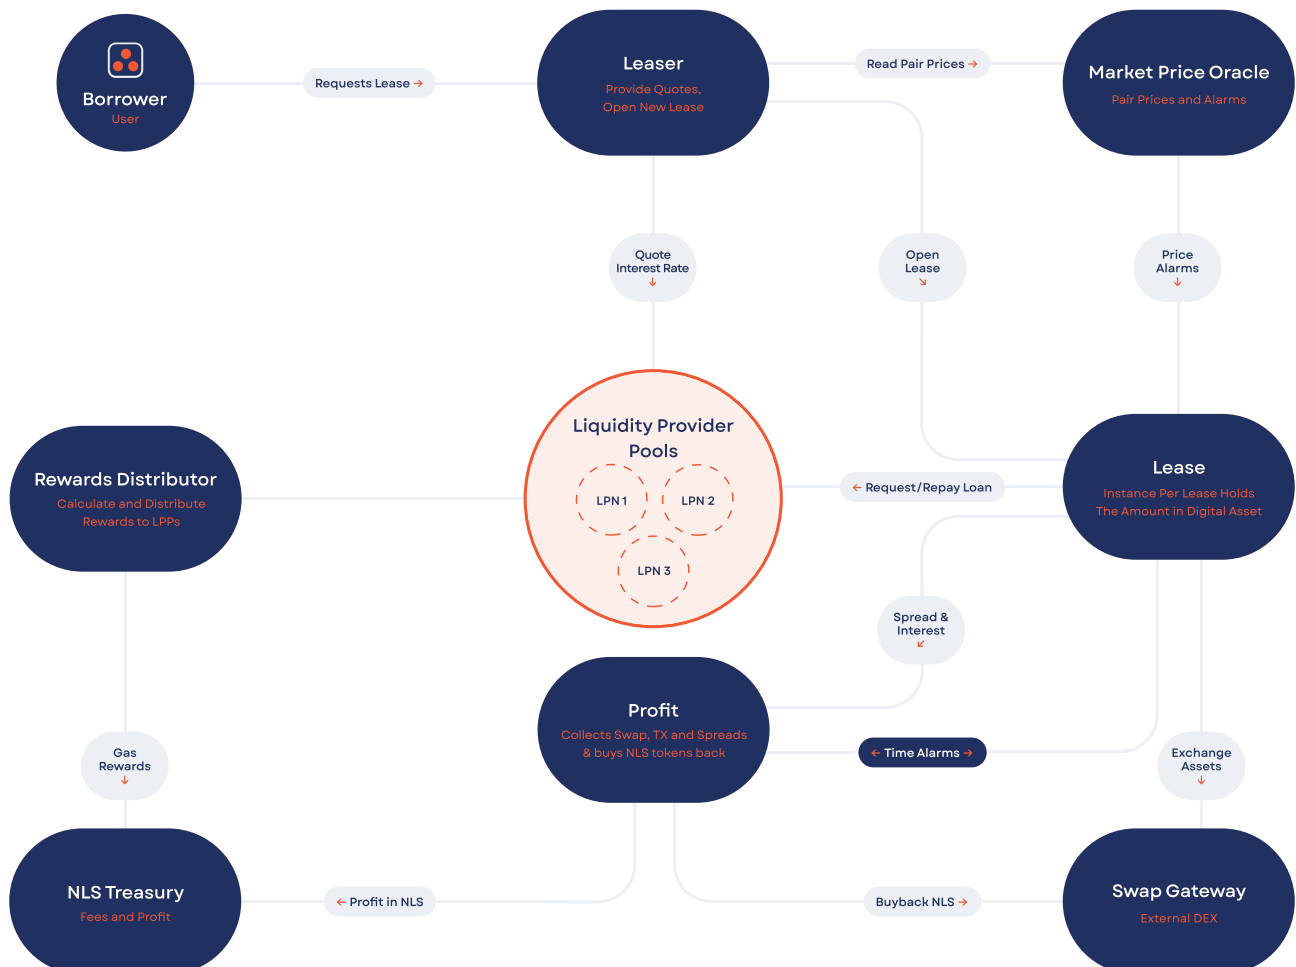 Borrower
User
Requests Lease →
Leaser
Provide Quotes,
Open New Lease
Read Pair Prices →
Market Price Oracle
Pair Prices and Alarms
Quote
Interest Rate
↓
Open
Lease
↘
Price
Alarms
↓
Rewards Distributor
Calculate and Distribute
Rewards to LPPs
Liquidity Provider
Pools
LPN 1
LPN 2
LPN 3
← Request/Repay Loan
Lease
Instance Per Lease Holds
The Amount in Digital Asset
Spread &
Interest
↙
Profit
Collects Swap, TX and Spreads
& buys NLS tokens back
← Time Alarms →
Gas
Rewards
↓
Exchange
Assets
↓
NLS Treasury
Fees and Profit
← Profit in NLS
Buyback NLS →
Swap Gateway
External DEX